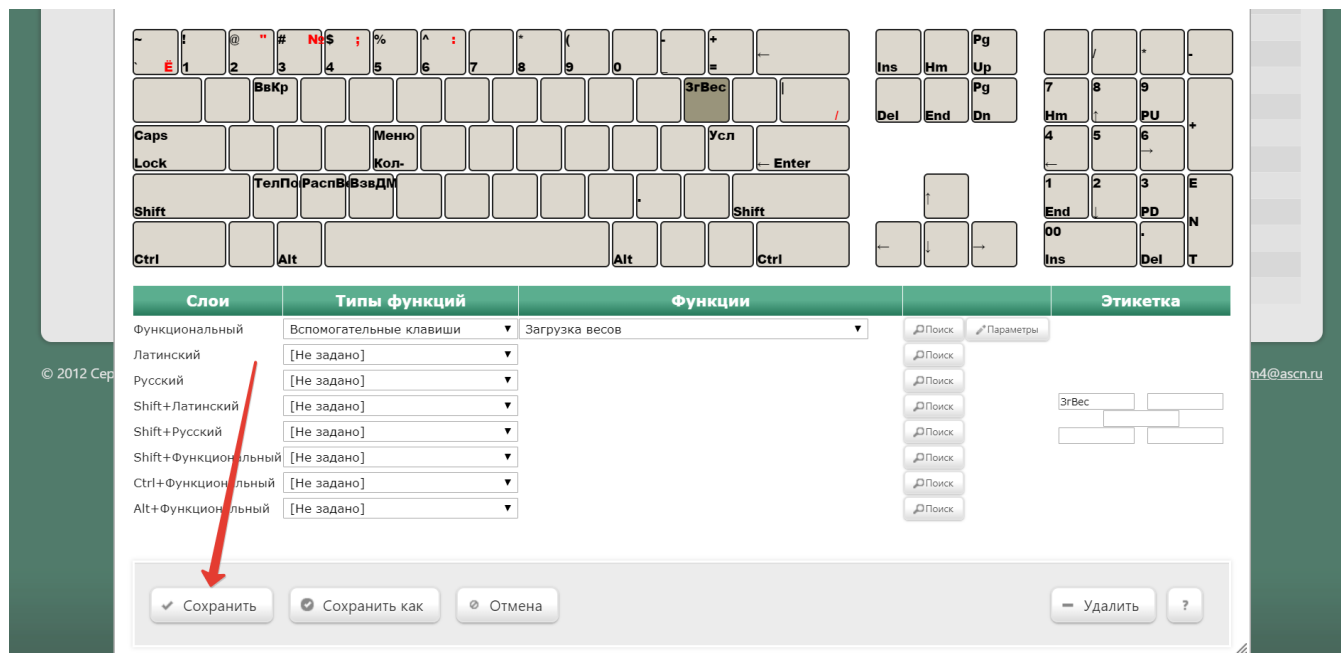 ~ ! @ " # № $ ; % ^ : * ( - + ←
` Ё 1 2 3 4 5 6 7 8 9 0 _ =
Ins Hm Pg Up
/ * -
ВвКр ЗгВес | /
Del End Pg Dn
7 Hm 8 ↑ 9 PU +
Caps Lock Меню Кол- Усл ← Enter
4 ← 5 6 →
Shift ТелПо РаспВе ВзвДМ . Shift
↑
1 End 2 ↓ 3 PD E N T
Ctrl Alt Alt Ctrl
← ↓ →
00 Ins . Del
Слои Типы функций Функции Этикетка
Функциональный Вспомогательные клавиши ▼ Загрузка весов ▼ Поиск Параметры
Латинский [Не задано] ▼ Поиск
Русский [Не задано] ▼ Поиск
© 2012 Сер
m4@ascn.ru
Shift+Латинский [Не задано] ▼ Поиск ЗгВес
Shift+Русский [Не задано] ▼ Поиск
Shift+Функциональный [Не задано] ▼ Поиск
Ctrl+Функциональный [Не задано] ▼ Поиск
Alt+Функциональный [Не задано] ▼ Поиск
Сохранить Сохранить как Отмена Удалить ?